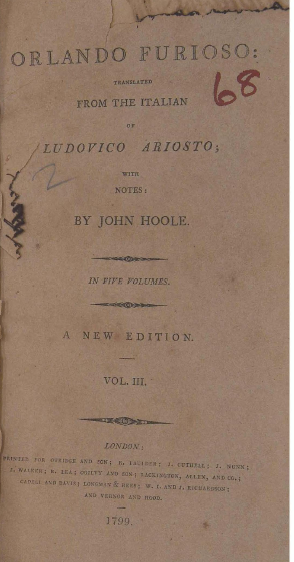 ORLANDO FURIOSO:
TRANSLATED
68
FROM THE ITALIAN
OF
LUDOVICO ARIOSTO;
2
WITH
NOTES:
BY JOHN HOOLE.
IN FIVE VOLUMES.
A NEW EDITION.
VOL. III.
LONDON:
PRINTED FOR OTRIDGE AND SON; R. FAULDER; J. CUTHELL; J. NUNN;
J. WALKER; R. LEA; OGILVY AND SON; LACKINGTON, ALLEN, AND CO.;
CADELL AND DAVIES; LONGMAN & REES; W. J. AND J. RICHARDSON;
AND VERNOR AND HOOD.
1799.